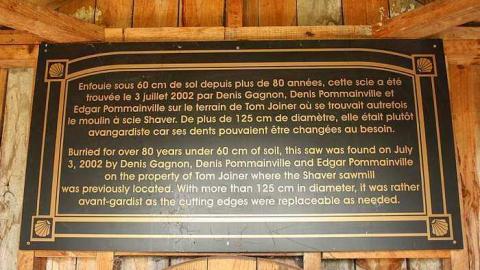 Enfouie sous 60 cm de sol depuis plus de 80 années, cette scie a été
trouvée le 3 juillet 2002 par Denis Gagnon, Denis Pommainville et
Edgar Pommainville sur le terrain de Tom Joiner où se trouvait autrefois
le moulin à scie Shaver. De plus de 125 cm de diamètre, elle était plutôt
avangardiste car ses dents pouvaient être changées au besoin.
Burried for over 80 years under 60 cm of soil, this saw was found on July
3, 2002 by Denis Gagnon, Denis Pommainville and Edgar Pommainville
on the property of Tom Joiner where the Shaver sawmill
was previously located. With more than 125 cm in diameter, it was rather
avant-gardist as the cutting edges were replaceable as needed.